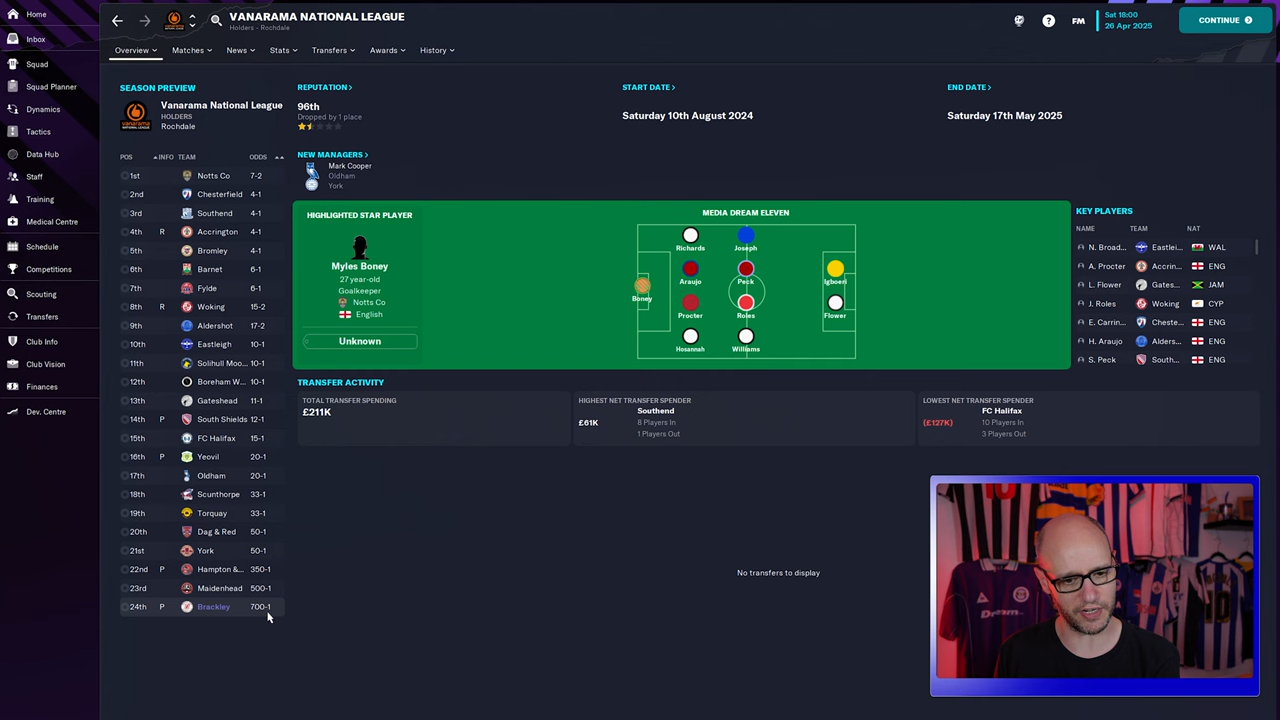 Home
Inbox
Squad
Squad Planner
Dynamics
Tactics
Data Hub
Staff
Training
Medical Centre
Schedule
Competitions
Scouting
Transfers
Club Info
Club Vision
Finances
Dev. Centre
VANARAMA NATIONAL LEAGUE
Holders - Rochdale
FM
Sat 18:00
26 Apr 2025
CONTINUE
Overview Matches News Stats Transfers Awards History
SEASON PREVIEW
Vanarama National League
HOLDERS
Rochdale
POS INFO TEAM ODDS
1st Notts Co 7-2
2nd Chesterfield 4-1
3rd Southend 4-1
4th R Accrington 4-1
5th Bromley 4-1
6th Barnet 6-1
7th Fylde 6-1
8th R Woking 15-2
9th Aldershot 17-2
10th Eastleigh 10-1
11th Solihull Moo... 10-1
12th Boreham W... 10-1
13th Gateshead 11-1
14th P South Shields 12-1
15th FC Halifax 15-1
16th P Yeovil 20-1
17th Oldham 20-1
18th Scunthorpe 33-1
19th Torquay 33-1
20th Dag & Red 50-1
21st York 50-1
22nd P Hampton &... 350-1
23rd Maidenhead 500-1
24th P Brackley 700-1
REPUTATION
96th
Dropped by 1 place
START DATE
Saturday 10th August 2024
END DATE
Saturday 17th May 2025
NEW MANAGERS
Mark Cooper
Oldham
York
HIGHLIGHTED STAR PLAYER
Myles Boney
27 year-old
Goalkeeper
Notts Co
English
Unknown
MEDIA DREAM ELEVEN
Richards Joseph
Araujo Peck Igboeri
Boney
Procter Roles Flower
Hosannah Williams
KEY PLAYERS
NAME TEAM NAT
N. Broad... Eastlei... WAL
A. Procter Accrin... ENG
L. Flower Gates... JAM
J. Roles Woking CYP
E. Carrin... Cheste... ENG
H. Araujo Alders... ENG
S. Peck South... ENG
TRANSFER ACTIVITY
TOTAL TRANSFER SPENDING
£211K
HIGHEST NET TRANSFER SPENDER
Southend
£61K
8 Players In
1 Players Out
LOWEST NET TRANSFER SPENDER
FC Halifax
(£127K)
10 Players In
3 Players Out
No transfers to display
Dream